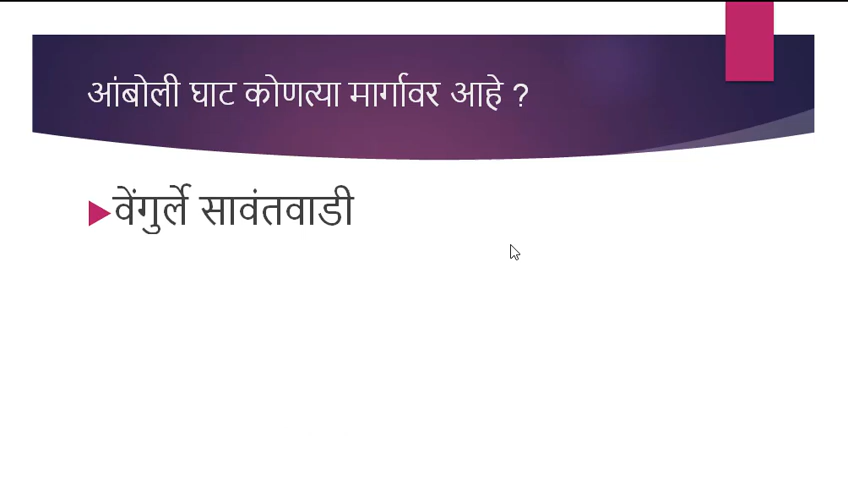 आंबोली घाट कोणत्या मार्गावर आहे ?
वेंगुर्ले सावंतवाडी